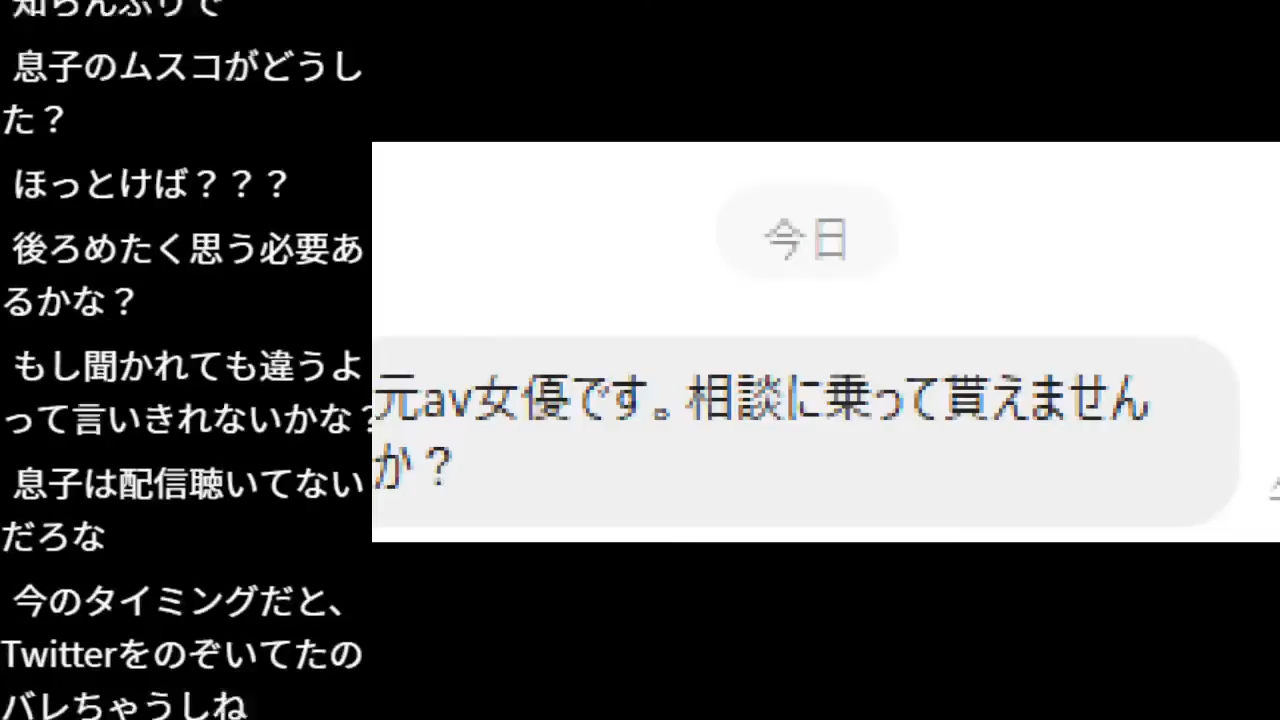 知らんぷりで
息子のムスコがどうし
た？
ほっとけば？？？
後ろめたく思う必要あ
るかな？
もし聞かれても違うよ
って言いきれないかな？
息子は配信聴いてない
だろな
今のタイミングだと、
Twitterをのぞいてたの
バレちゃうしね
今日
元av女優です。相談に乗って貰えません
か？